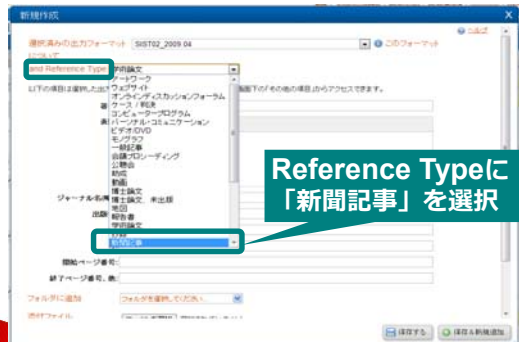 新規作成
ヘルプ
選択済みの出力フォーマット SIST02_2009 04 このフォーマット
について
and Reference Type 学術論文
アートワーク
ウェブサイト
オンラインディスカッションフォーラム
ケース / 判決
コンピュータープログラム
パーソナル・コミュニケーション
ビデオ/DVD
モノグラフ
一般記事
会議プロシーディング
公聴会
助成
動画
博士論文
博士論文、未出版
地図
報告書
学術論文
新聞記事
以下の項目は選択した出力
画面下の「その他の項目」からアクセスできます。
ジャーナル名
開始ページ番号:
終了ページ番号、他:
フォルダに追加 フォルダを選択してください。
添付ファイル
保存する 保存&新規追加
Reference Typeに
「新聞記事」を選択